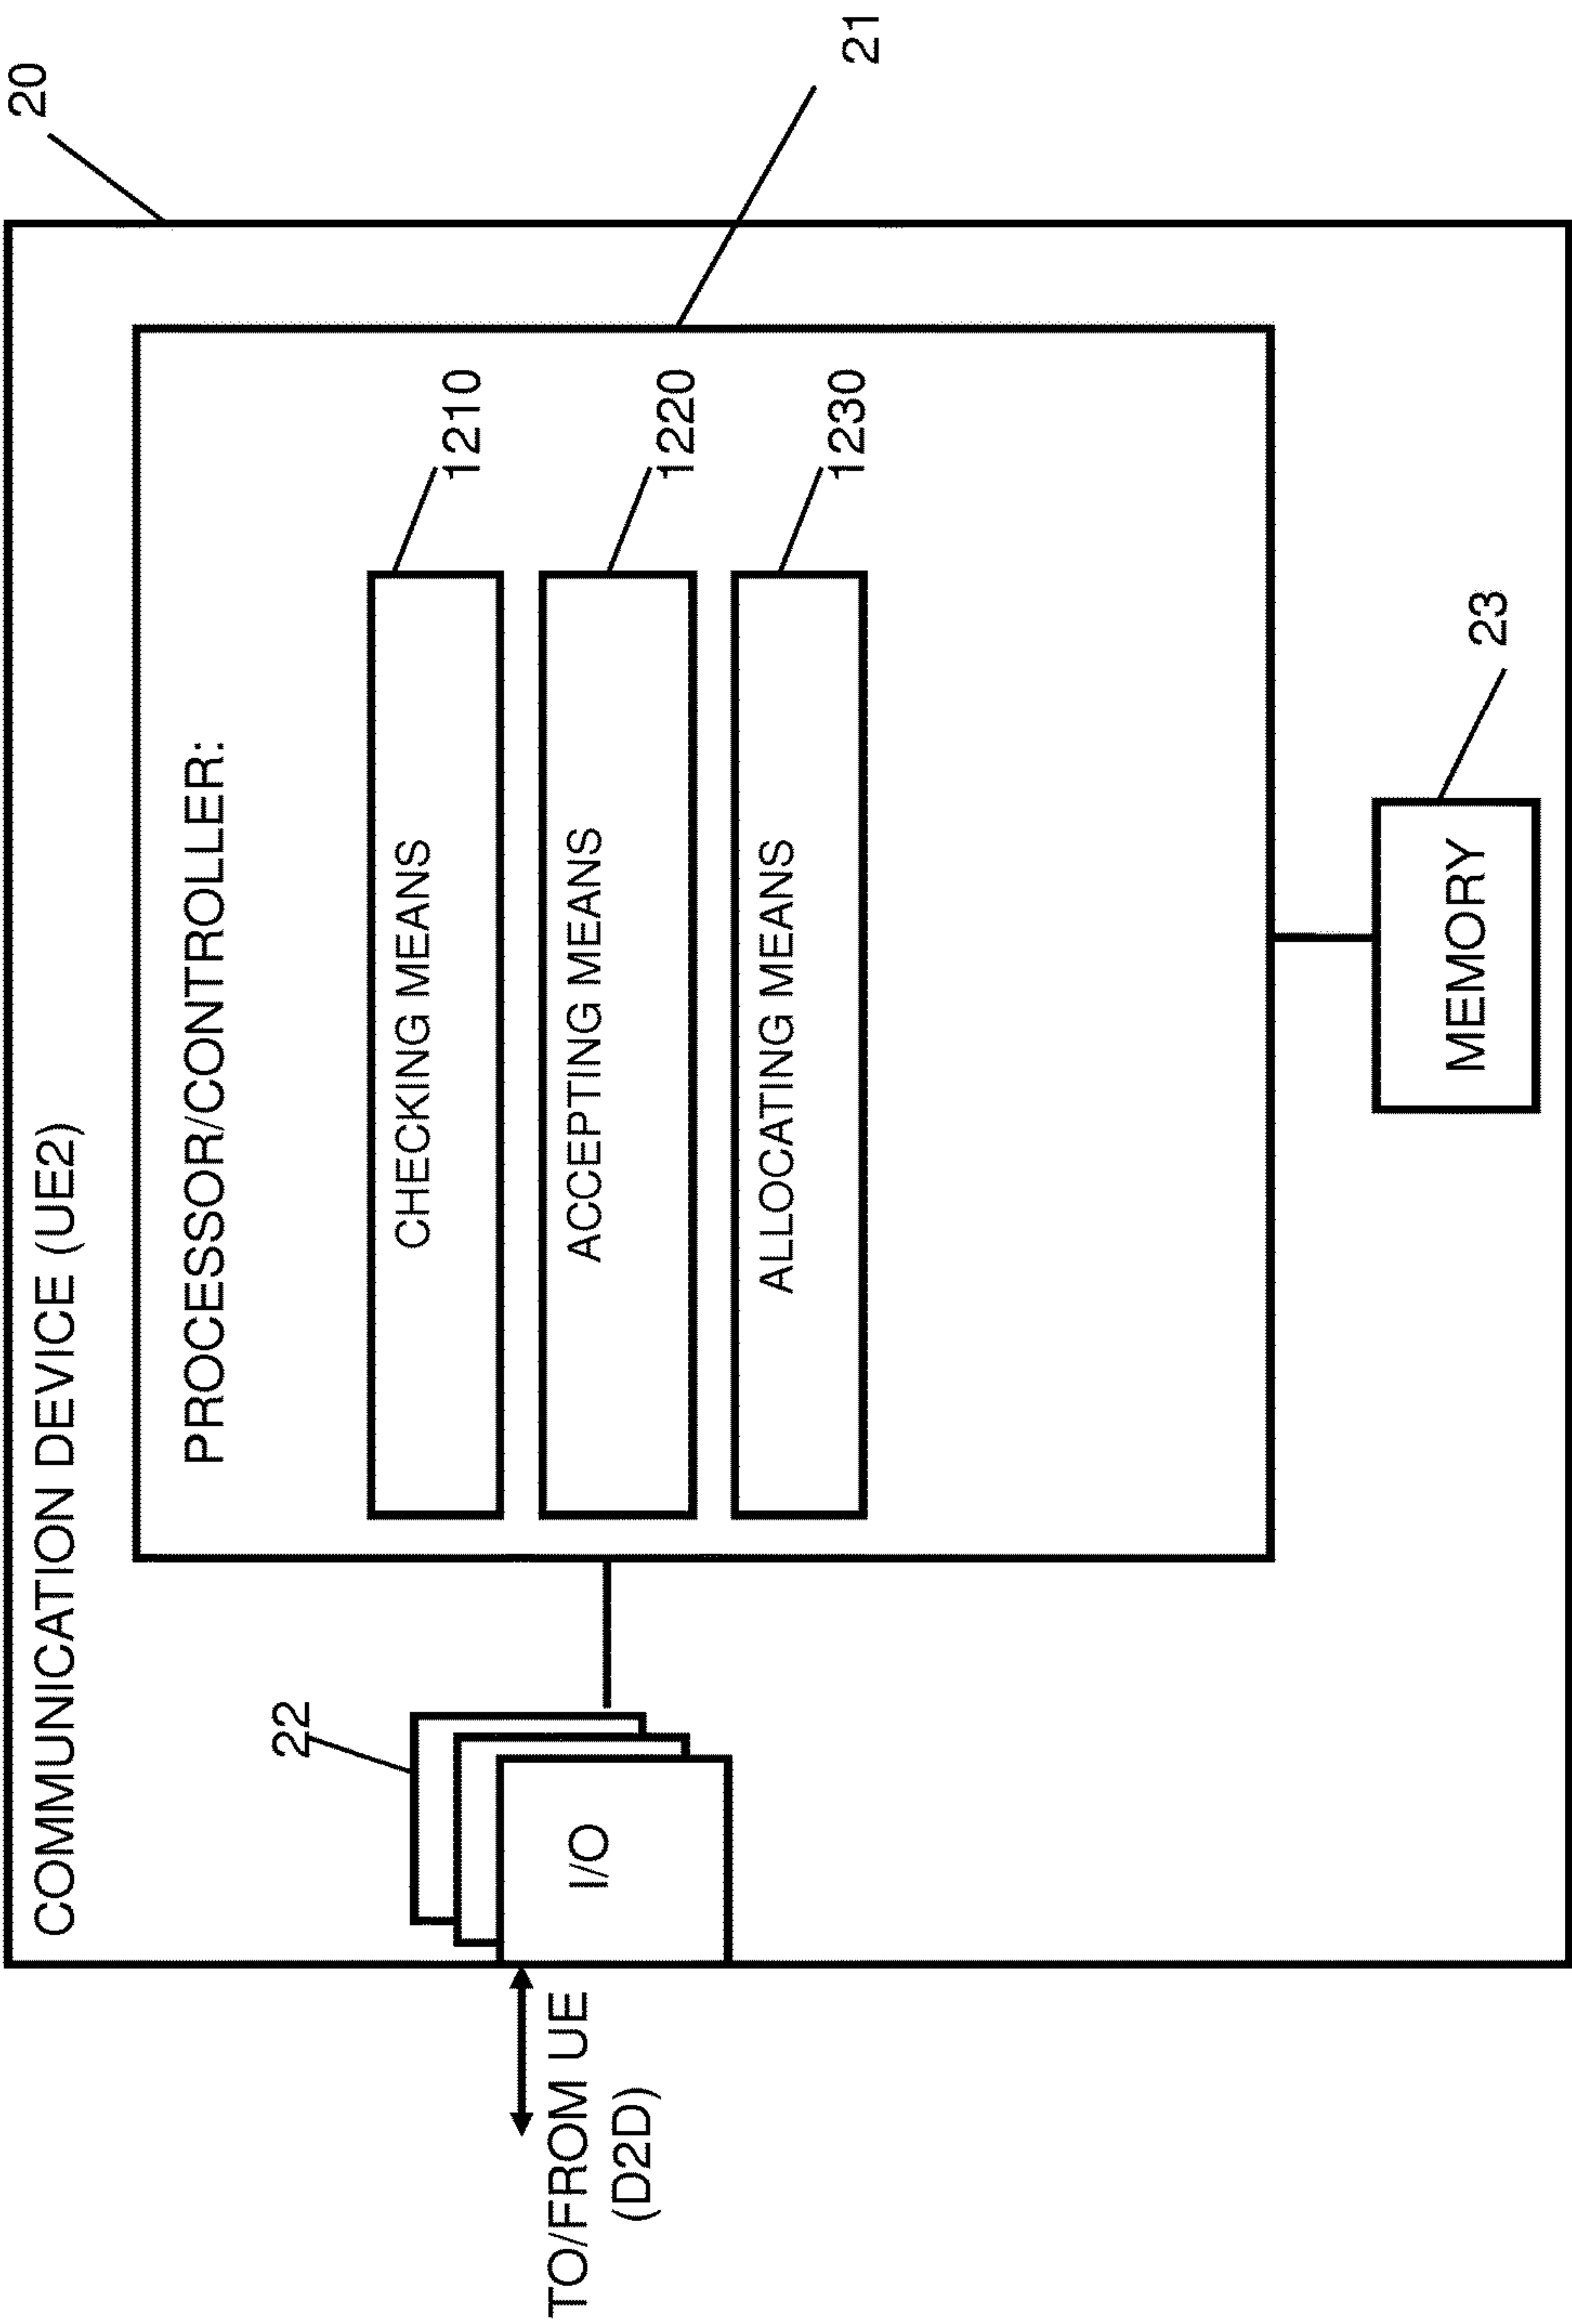 20
COMMUNICATION DEVICE (UE2)
21
PROCESSOR/CONTROLLER:
22
1210
CHECKING MEANS
1220
ACCEPTING MEANS
I/O
TO/FROM UE
(D2D)
1230
ALLOCATING MEANS
23
MEMORY